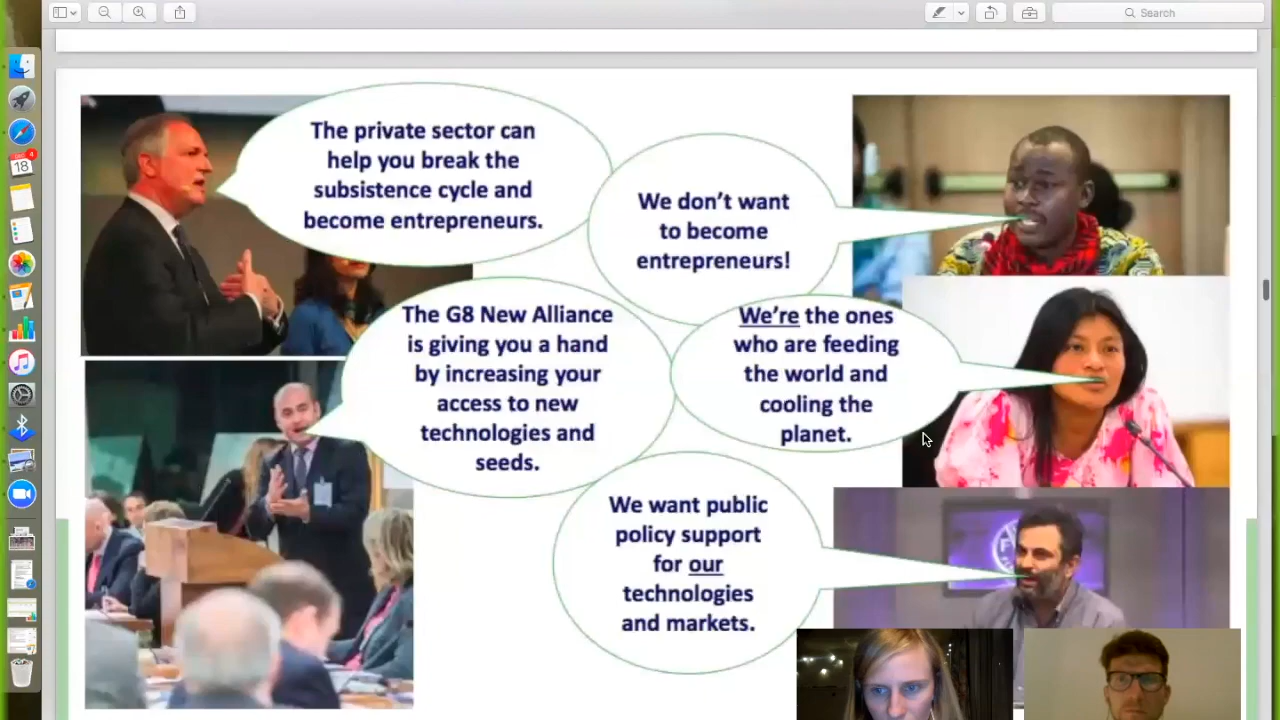 Search
The private sector can
help you break the
subsistence cycle and
become entrepreneurs.
We don't want
to become
entrepreneurs!
The G8 New Alliance
is giving you a hand
by increasing your
access to new
technologies and
seeds.
We're the ones
who are feeding
the world and
cooling the
planet.
We want public
policy support
for our
technologies
and markets.
18
4